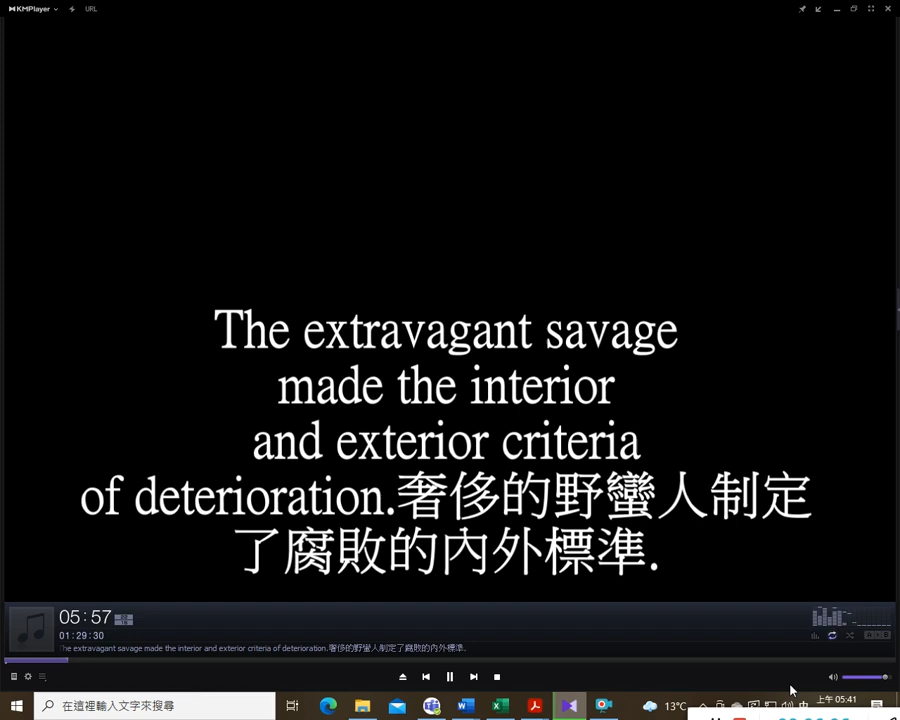 KMPlayer
URL
The extravagant savage
made the interior
and exterior criteria
of deterioration.奢侈的野蠻人制定
了腐敗的內外標準.
05:57
01:29:30
The extravagant savage made the interior and exterior criteria of deterioration.奢侈的野蠻人制定了腐敗的內外標準.
在這裡輸入文字來搜尋
13°C
中
上午 05:41